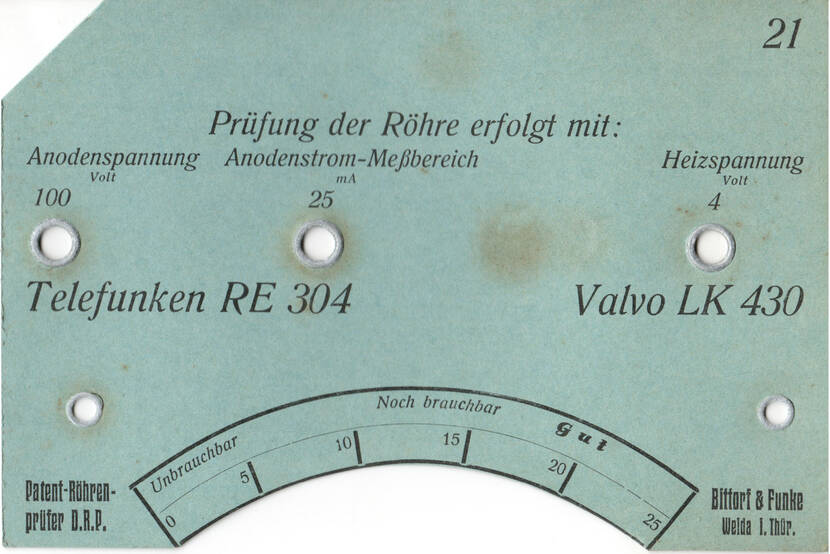 21
Prüfung der Röhre erfolgt mit:
Anodenspannung Anodenstrom-Meßbereich Heizspannung
Volt mA Volt
100 25 4
Telefunken RE 304 Valvo LK 430
Unbrauchbar Noch brauchbar Gut
0 5 10 15 20 25
Patent-Röhren-
prüfer D.R.P.
Bittorf & Funke
Weida i. Thür.